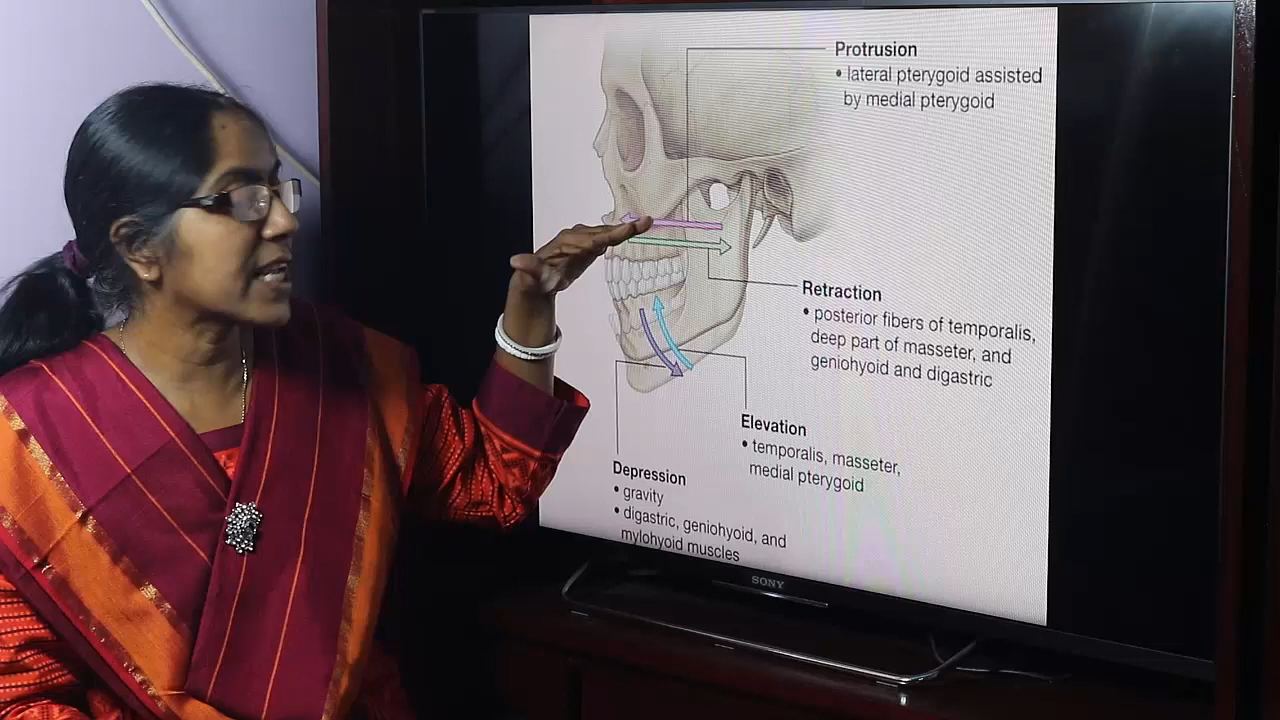 Protrusion
• lateral pterygoid assisted
by medial pterygoid
Retraction
• posterior fibers of temporalis,
deep part of masseter, and
geniohyoid and digastric
Elevation
• temporalis, masseter,
medial pterygoid
Depression
• gravity
• digastric, geniohyoid, and
mylohyoid muscles
SONY